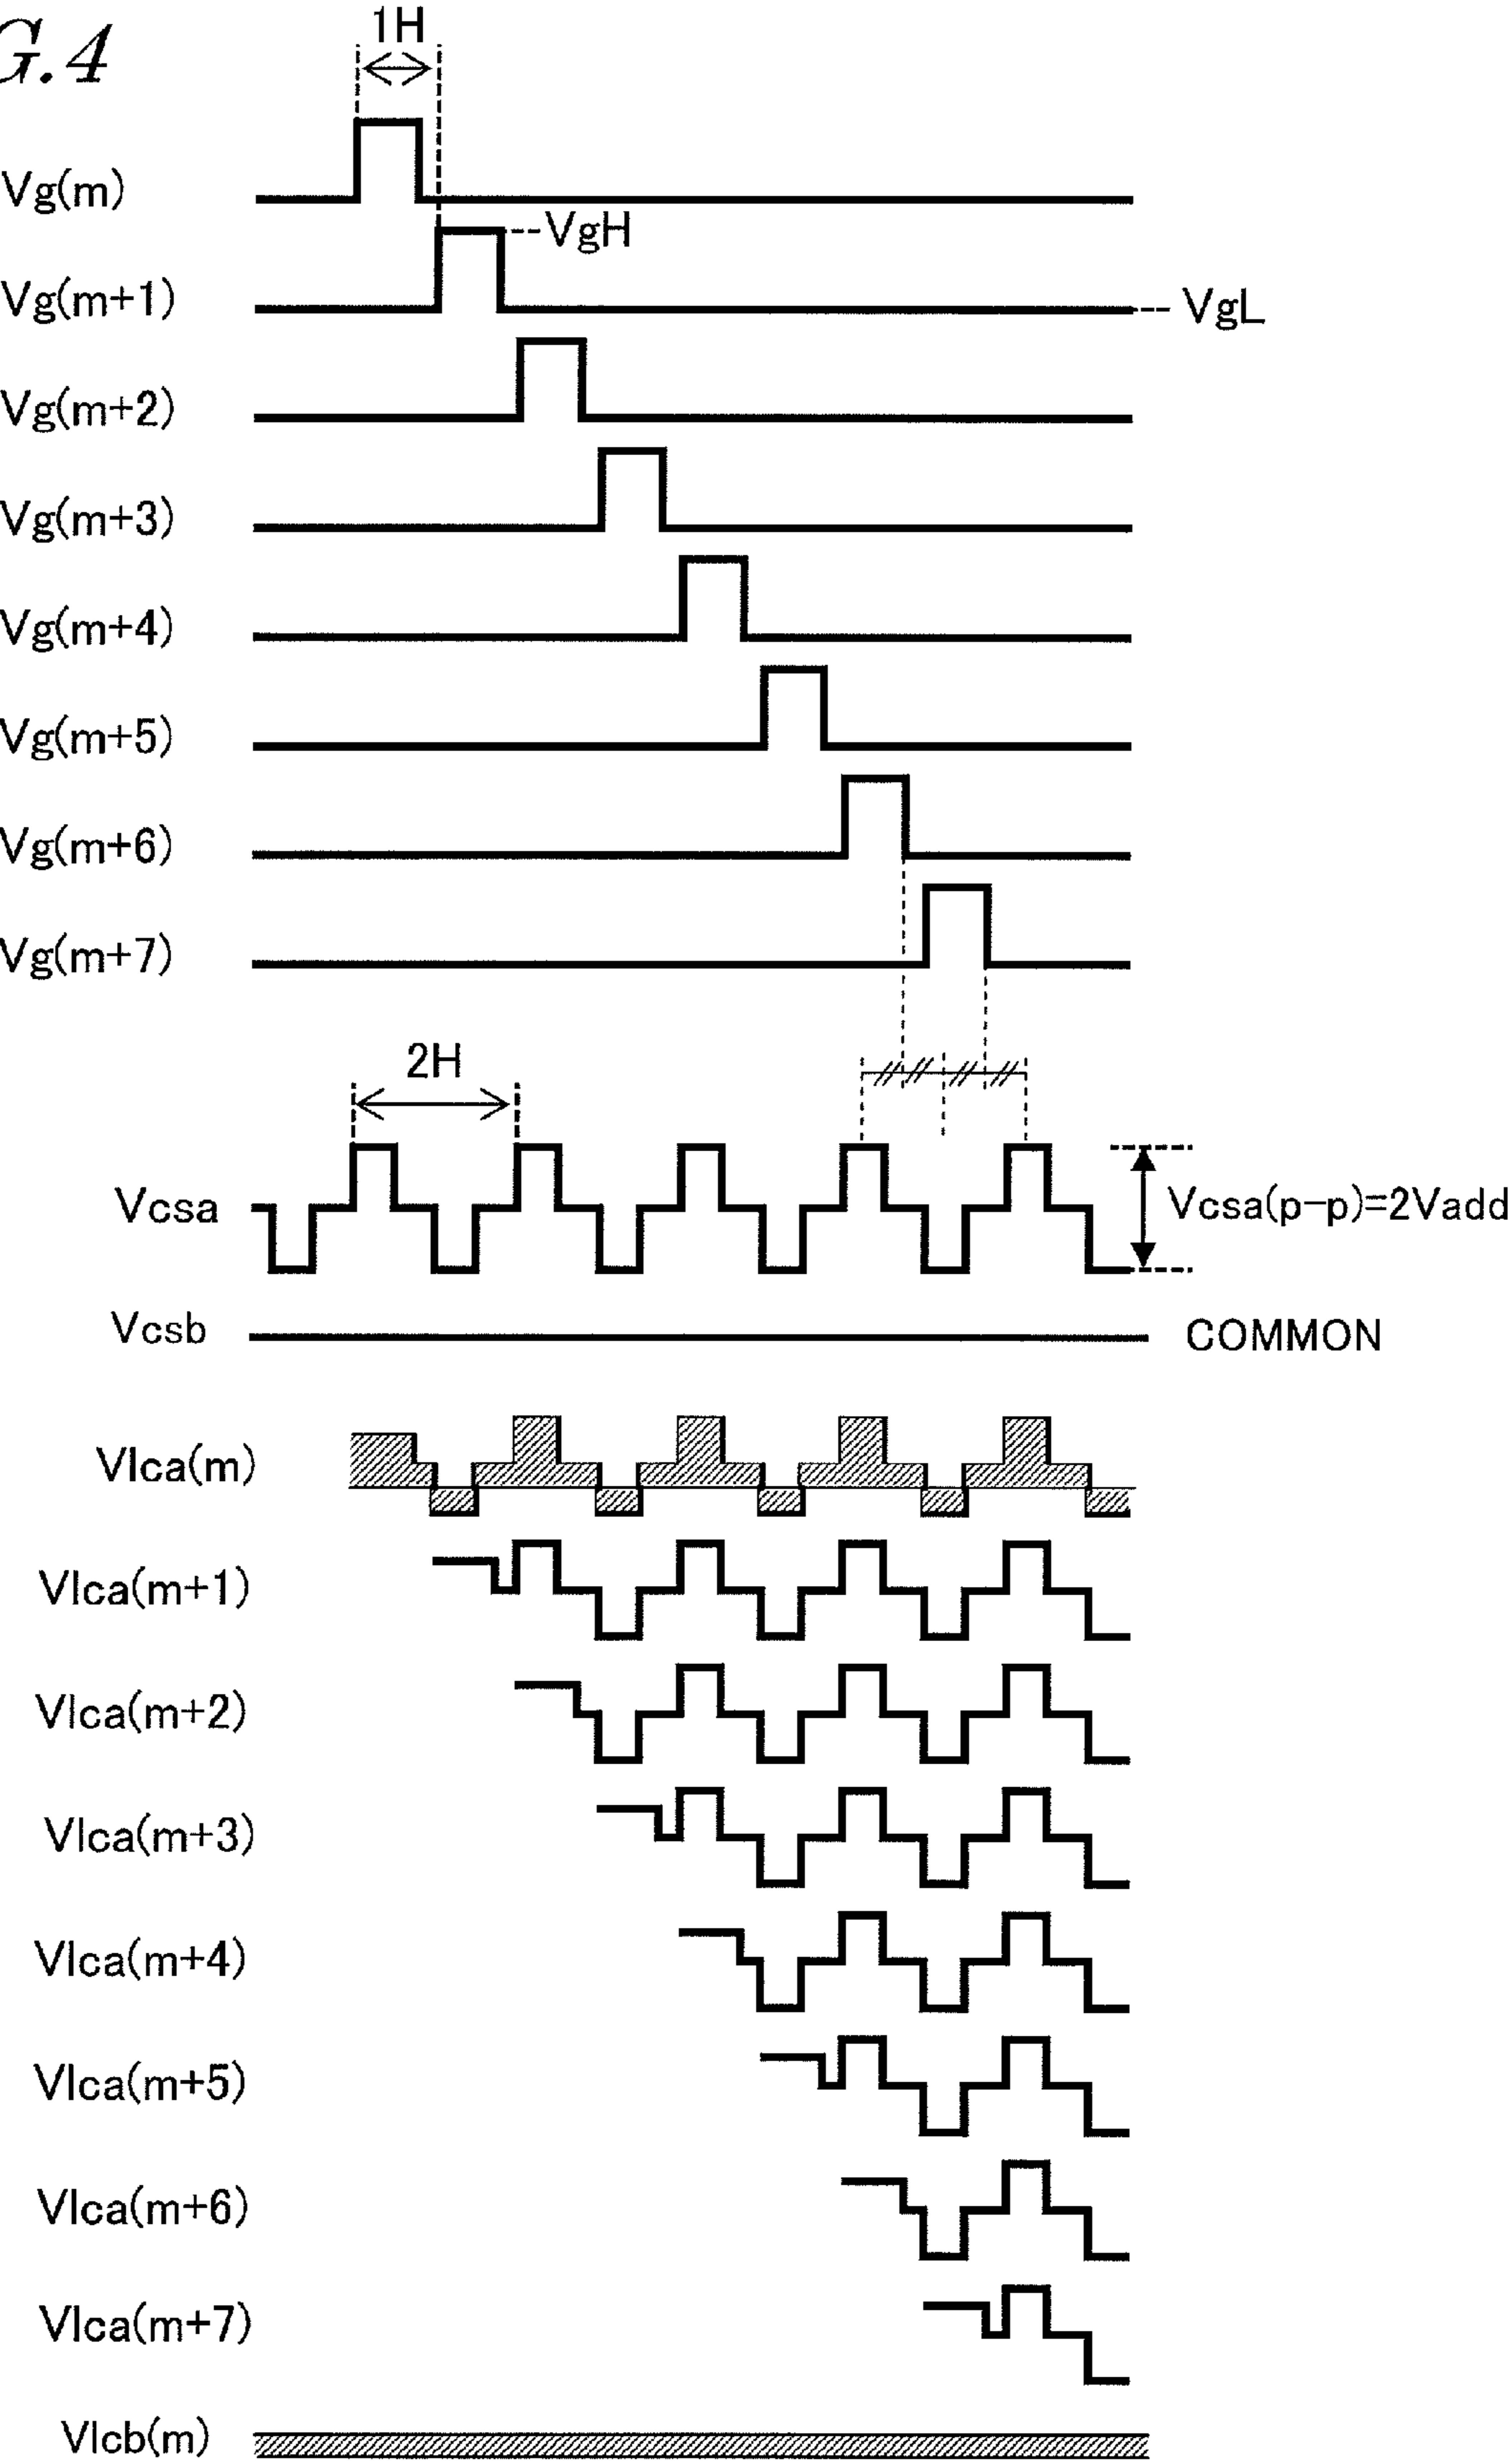 G.4
1H
Vg(m)
VgH
Vg(m+1)
VgL
Vg(m+2)
Vg(m+3)
Vg(m+4)
Vg(m+5)
Vg(m+6)
Vg(m+7)
2H
Vcsa
Vcsa(p-p)=2Vadd
Vcsb
COMMON
Vlca(m)
Vlca(m+1)
Vlca(m+2)
Vlca(m+3)
Vlca(m+4)
Vlca(m+5)
Vlca(m+6)
Vlca(m+7)
Vlcb(m)